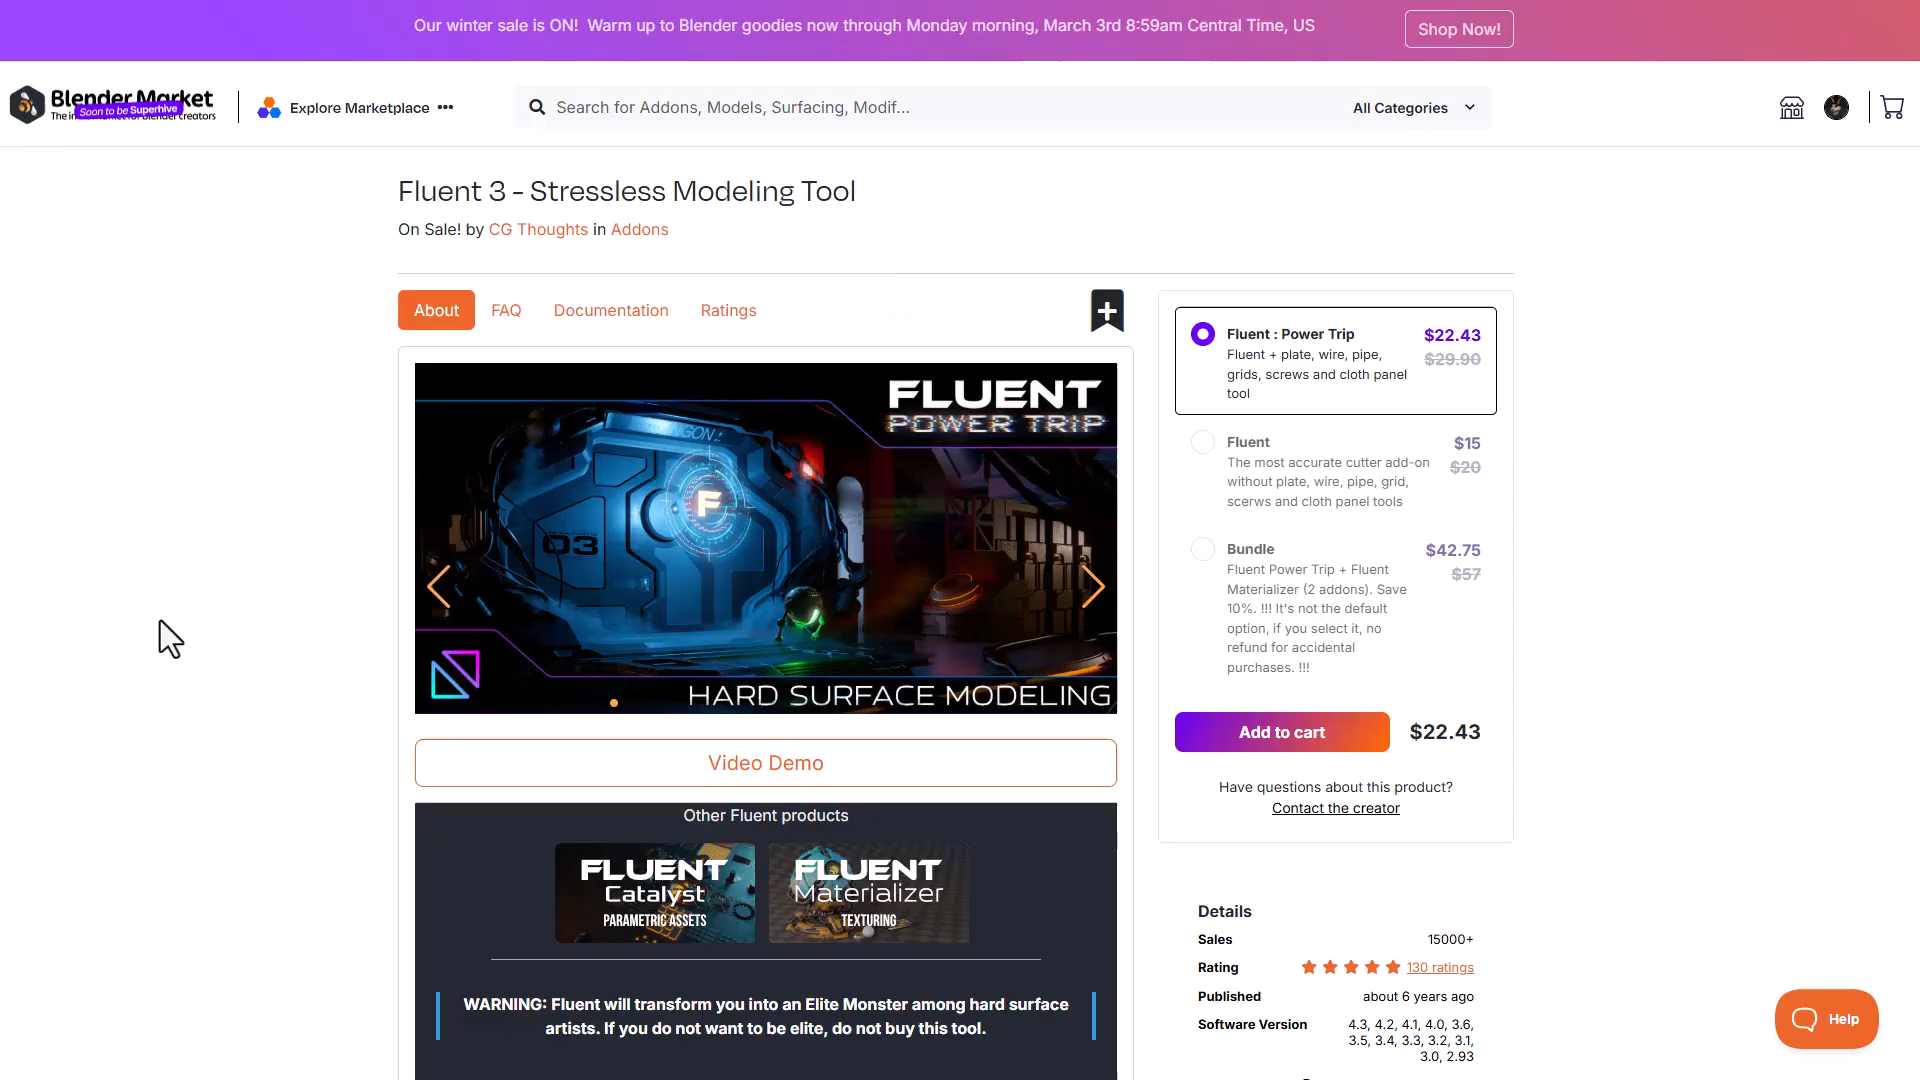 Our winter sale is ON!  Warm up to Blender goodies now through Monday morning, March 3rd 8:59am Central Time, US
Shop Now!
Blender Market
Soon to be Superhive
Explore Marketplace •••
Search for Addons, Models, Surfacing, Modif...
All Categories
Fluent 3 - Stressless Modeling Tool
On Sale! by CG Thoughts in Addons
About
FAQ
Documentation
Ratings
FLUENT
POWER TRIP
F
03
HARD SURFACE MODELING
Video Demo
Other Fluent products
FLUENT
Catalyst
PARAMETRIC ASSETS
FLUENT
Materializer
TEXTURING
WARNING: Fluent will transform you into an Elite Monster among hard surface
artists. If you do not want to be elite, do not buy this tool.
Fluent : Power Trip
$22.43
$29.90
Fluent + plate, wire, pipe,
grids, screws and cloth panel
tool
Fluent
$15
$20
The most accurate cutter add-on
without plate, wire, pipe, grid,
scerws and cloth panel tools
Bundle
$42.75
$57
Fluent Power Trip + Fluent
Materializer (2 addons). Save
10%. !!! It's not the default
option, if you select it, no
refund for accidental
purchases. !!!
Add to cart
$22.43
Have questions about this product?
Contact the creator
Details
Sales 15000+
Rating 130 ratings
Published about 6 years ago
Software Version 4.3, 4.2, 4.1, 4.0, 3.6,
3.5, 3.4, 3.3, 3.2, 3.1,
3.0, 2.93
Help